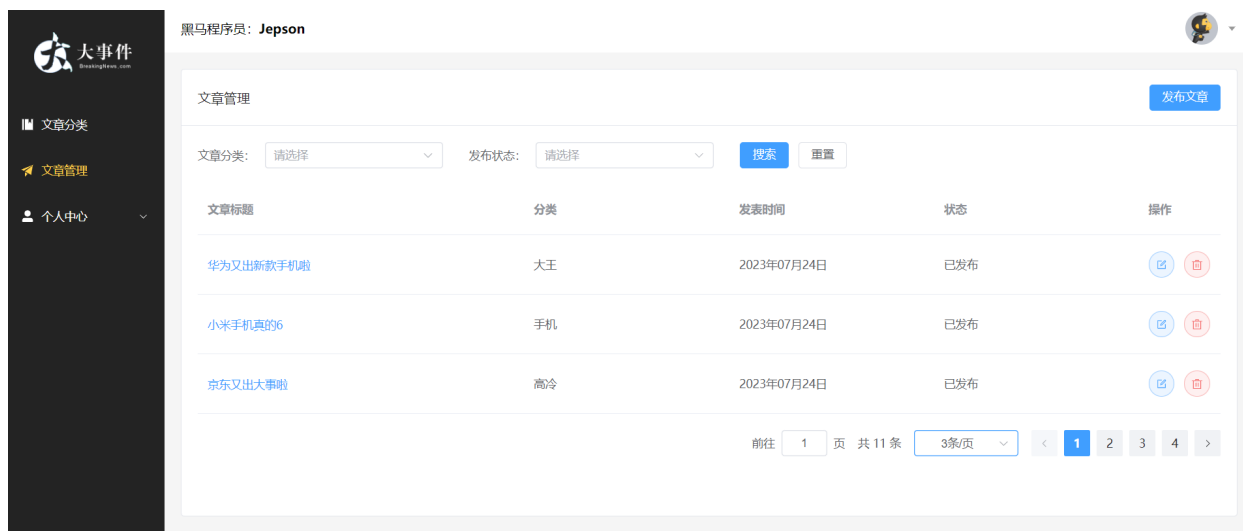 大事件
BreakingNews.com
文章分类
文章管理
个人中心
黑马程序员：Jepson
文章管理
发布文章
文章分类： 请选择 发布状态： 请选择 搜索 重置
文章标题 分类 发表时间 状态 操作
华为又出新款手机啦 大王 2023年07月24日 已发布
小米手机真的6 手机 2023年07月24日 已发布
京东又出大事啦 高冷 2023年07月24日 已发布
前往 1 页 共 11 条 3条/页 1 2 3 4